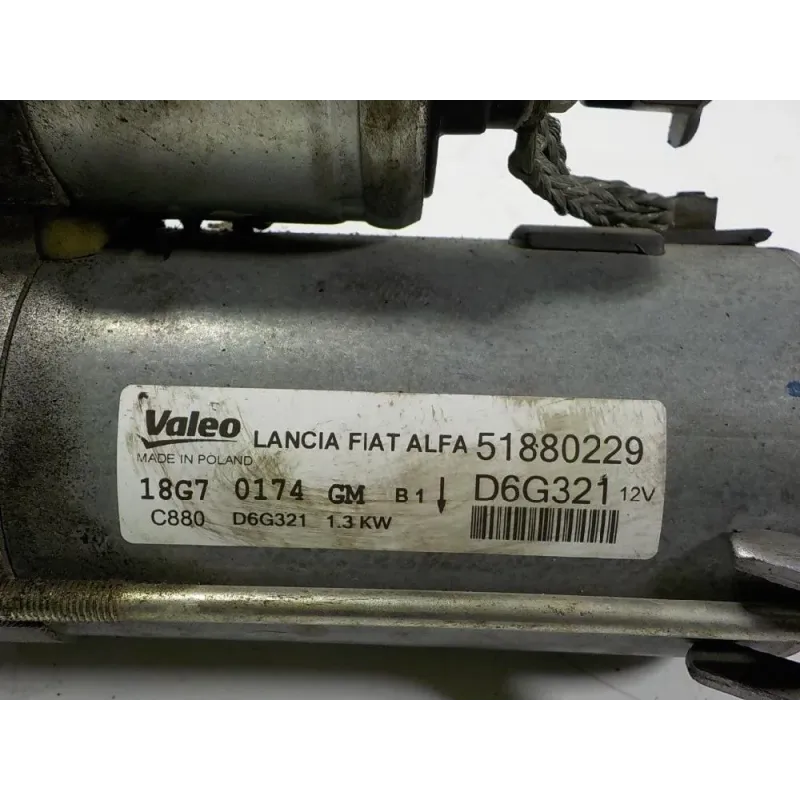 Valeo LANCIA FIAT ALFA 51880229
MADE IN POLAND
18G7 0174 GM B1 D6G321 12V
C880 D6G321 1.3 KW